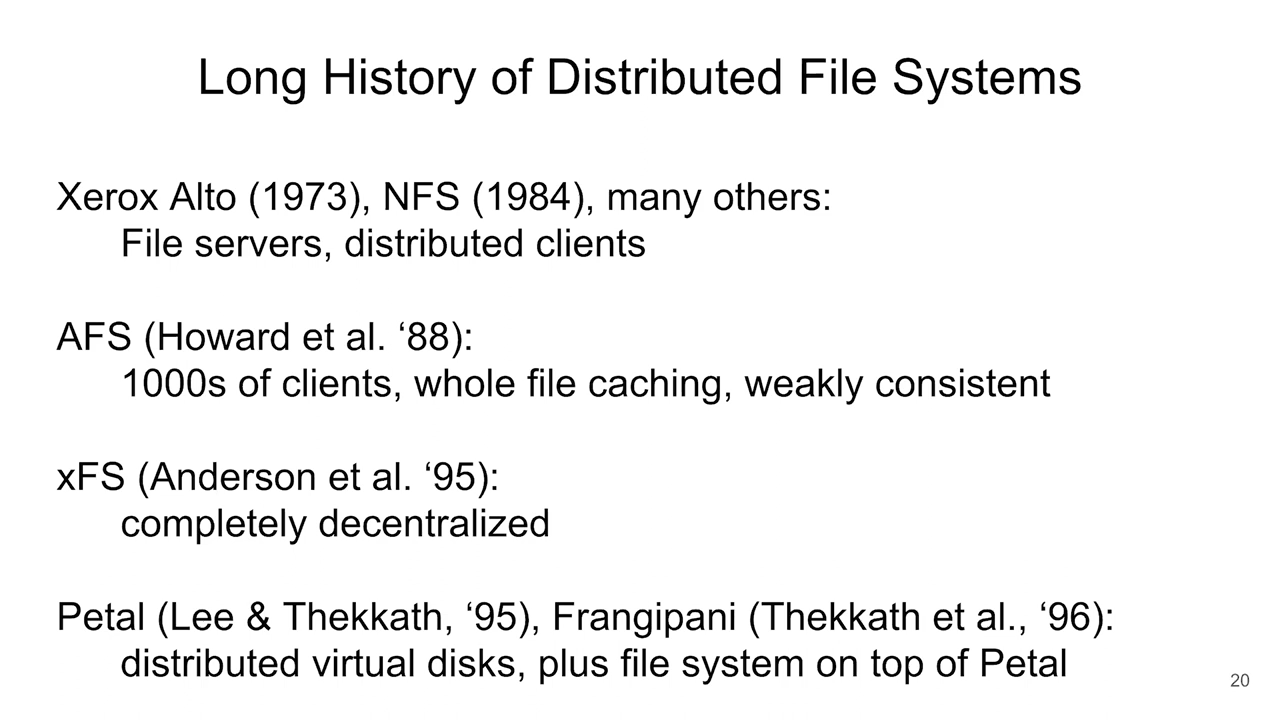 Long History of Distributed File Systems
Xerox Alto (1973), NFS (1984), many others:
File servers, distributed clients
AFS (Howard et al. ‘88):
1000s of clients, whole file caching, weakly consistent
xFS (Anderson et al. ‘95):
completely decentralized
Petal (Lee & Thekkath, ‘95), Frangipani (Thekkath et al., ‘96):
distributed virtual disks, plus file system on top of Petal
20